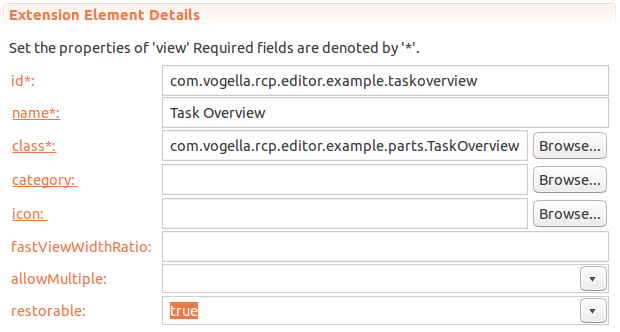 Extension Element Details
Set the properties of 'view' Required fields are denoted by '*'.
id*: com.vogella.rcp.editor.example.taskoverview
name*: Task Overview
class*: com.vogella.rcp.editor.example.parts.TaskOverview Browse...
category: Browse...
icon: Browse...
fastViewWidthRatio:
allowMultiple:
restorable: true